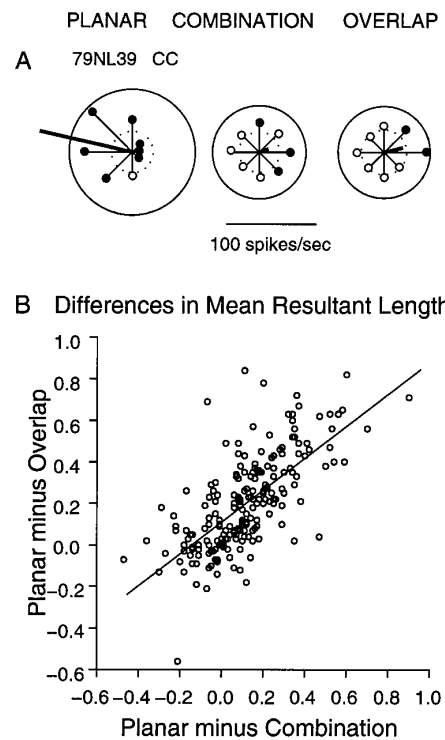 PLANAR COMBINATION OVERLAP
A
79NL39 CC
100 spikes/sec
B Differences in Mean Resultant Length
1.0
0.8
0.6
0.4
0.2
0.0
−0.2
−0.4
−0.6
Planar minus Overlap
−0.6 −0.4 −0.2 0.0 0.2 0.4 0.6 0.8 1.0
Planar minus Combination